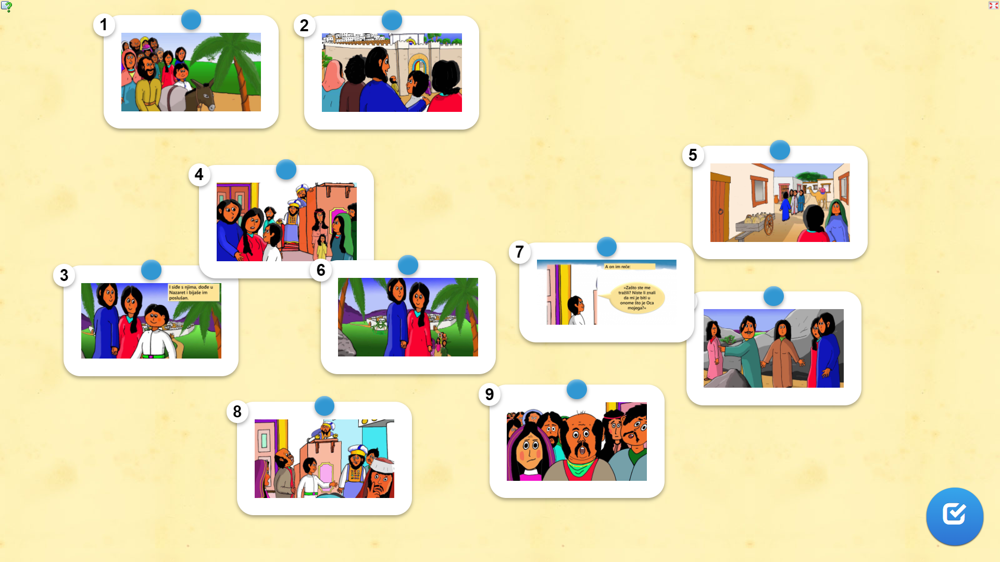 1
2
5
4
7
6
3
A on im reče:
»Zašto ste me
tražili? Niste li znali
da mi je biti u
onome što je Oca
mojega?«
I siđe s njima, dođe u
Nazaret i bijaše im
poslušan.
9
8